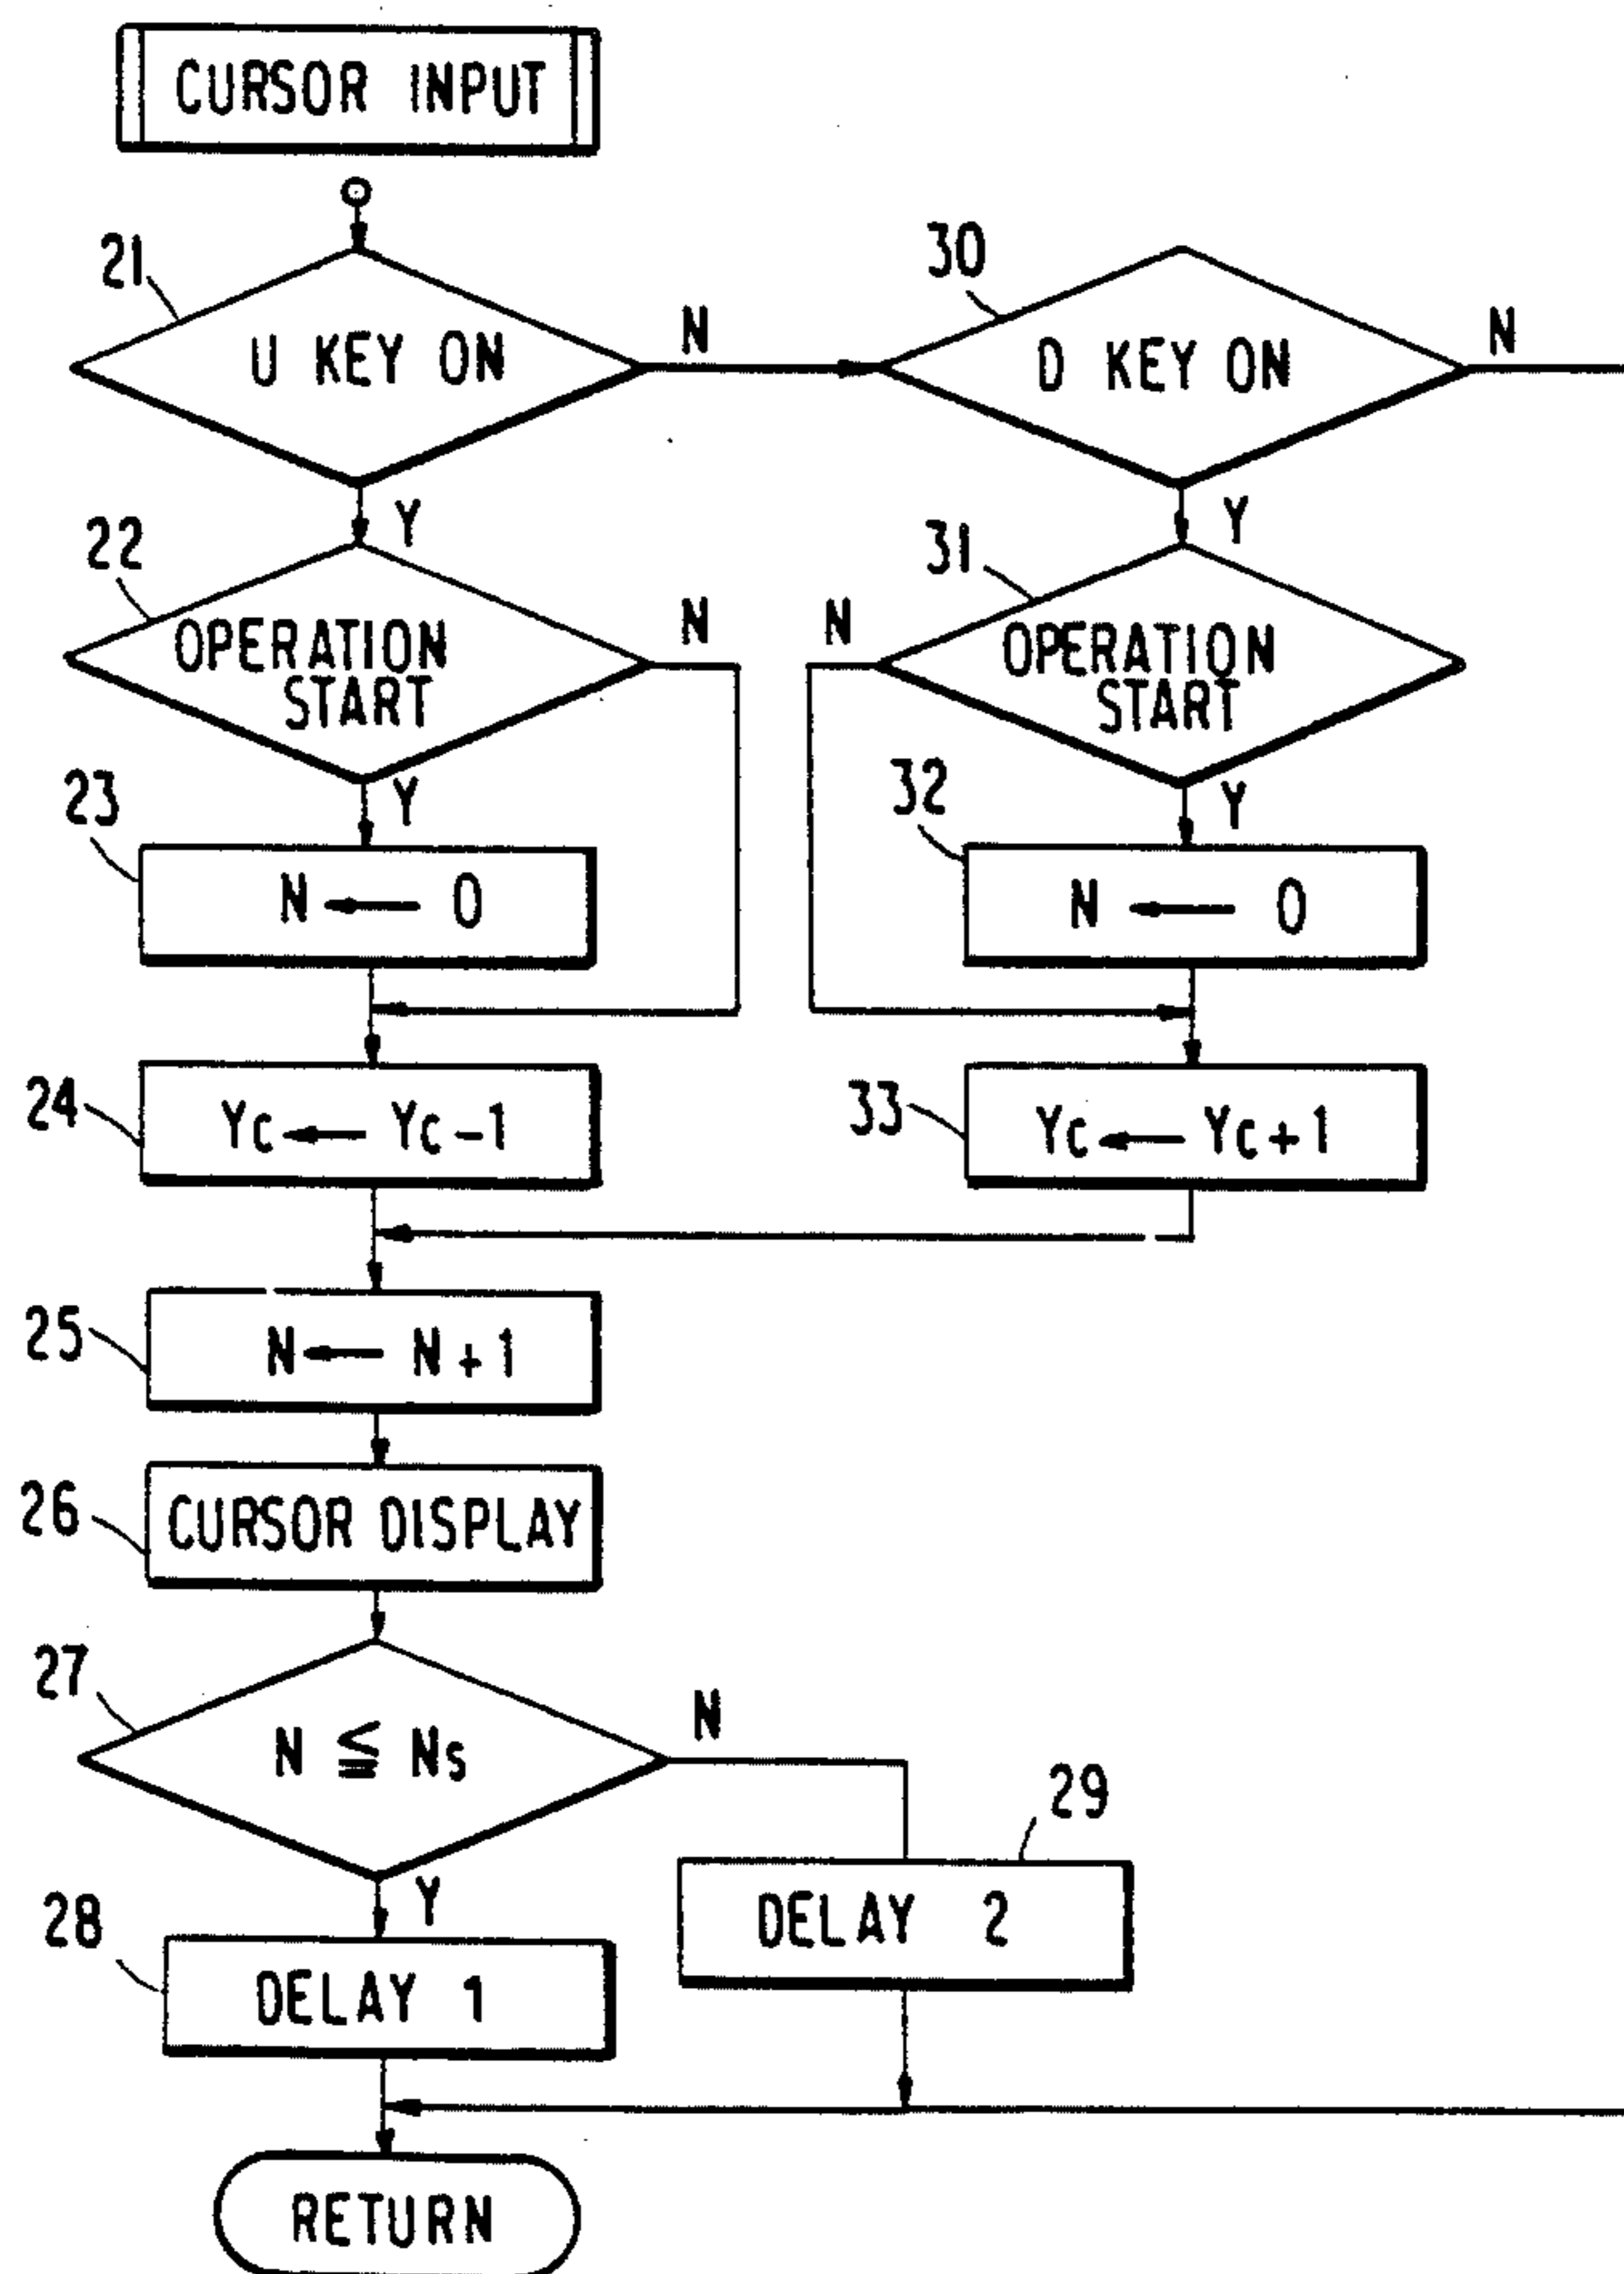 CURSOR INPUT
21
U KEY ON
N
Y
30
D KEY ON
N
Y
22
OPERATION
START
N
Y
31
N
OPERATION
START
Y
23
N ← 0
32
N ← 0
24
Yc ← Yc-1
33
Yc ← Yc+1
25
N ← N+1
26
CURSOR DISPLAY
27
N ≦ Ns
N
Y
29
DELAY 2
28
DELAY 1
RETURN